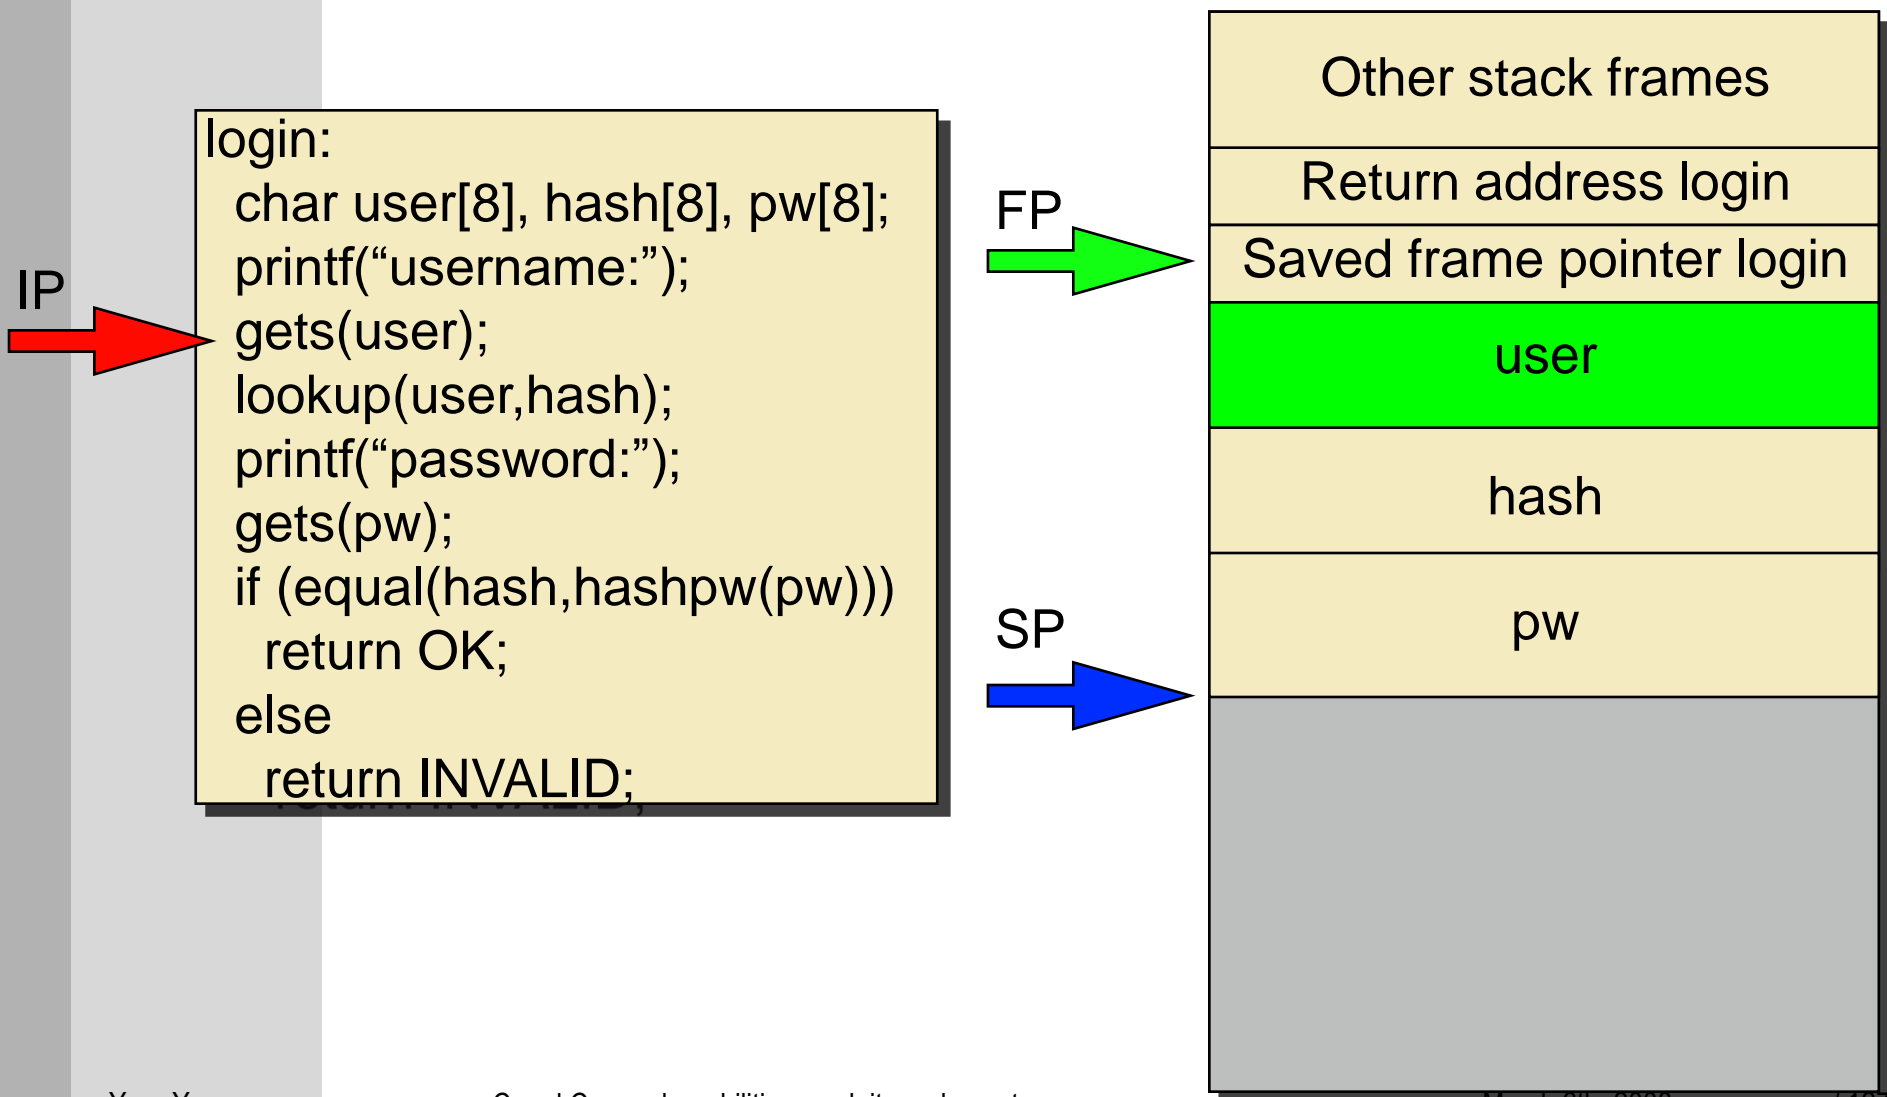 login:
char user[8], hash[8], pw[8];
printf(“username:”);
gets(user);
lookup(user,hash);
printf(“password:”);
gets(pw);
if (equal(hash,hashpw(pw)))
return OK;
else
return INVALID;
IP
FP
SP
Other stack frames
Return address login
Saved frame pointer login
user
hash
pw